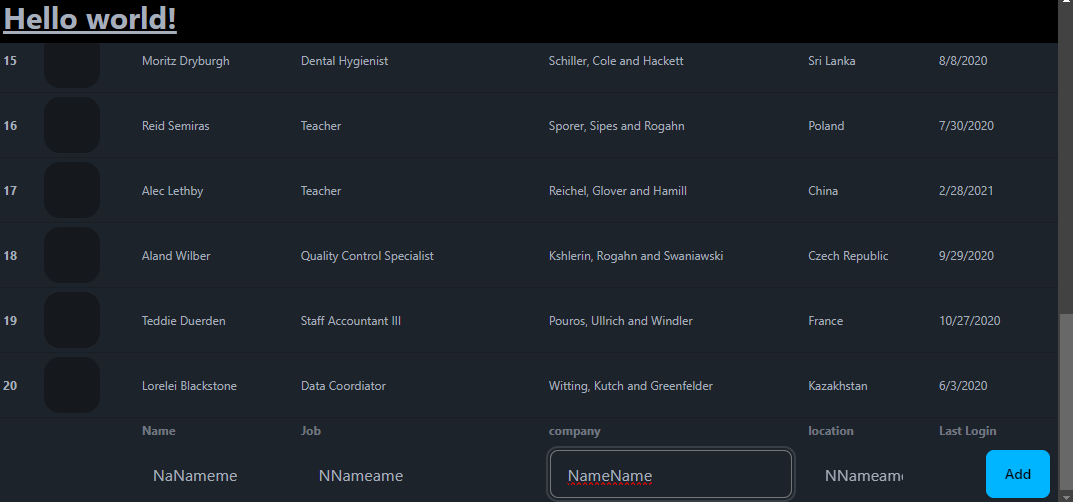 Hello world!
15 Moritz Dryburgh Dental Hygienist Schiller, Cole and Hackett Sri Lanka 8/8/2020
16 Reid Semiras Teacher Sporer, Sipes and Rogahn Poland 7/30/2020
17 Alec Lethby Teacher Reichel, Glover and Hamill China 2/28/2021
18 Aland Wilber Quality Control Specialist Kshlerin, Rogahn and Swaniawski Czech Republic 9/29/2020
19 Teddie Duerden Staff Accountant III Pouros, Ullrich and Windler France 10/27/2020
20 Lorelei Blackstone Data Coordiator Witting, Kutch and Greenfelder Kazakhstan 6/3/2020
Name Job company location Last Login
NaNameme NNameame NameName NNameam Add